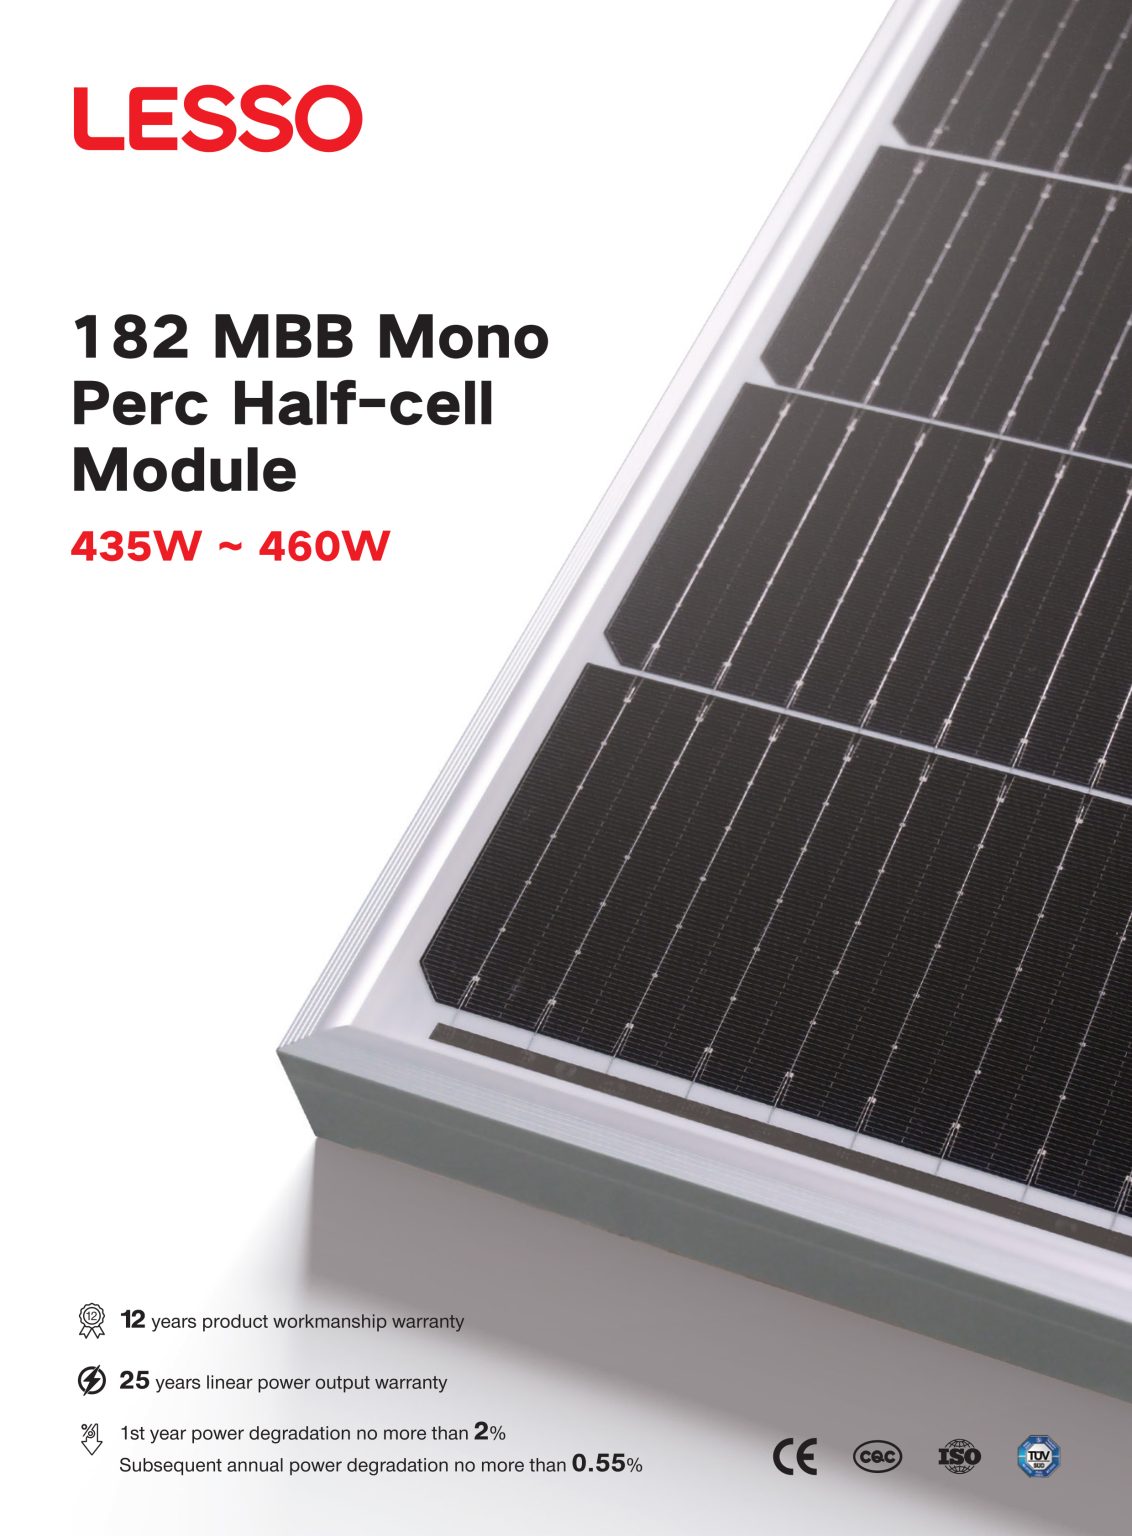 LESSO
182 MBB Mono
Perc Half-cell
Module
435W ~ 460W
12 years product workmanship warranty
25 years linear power output warranty
1st year power degradation no more than 2%
Subsequent annual power degradation no more than 0.55%
12
%
CE
CQC
ISO
TÜV
SÜD